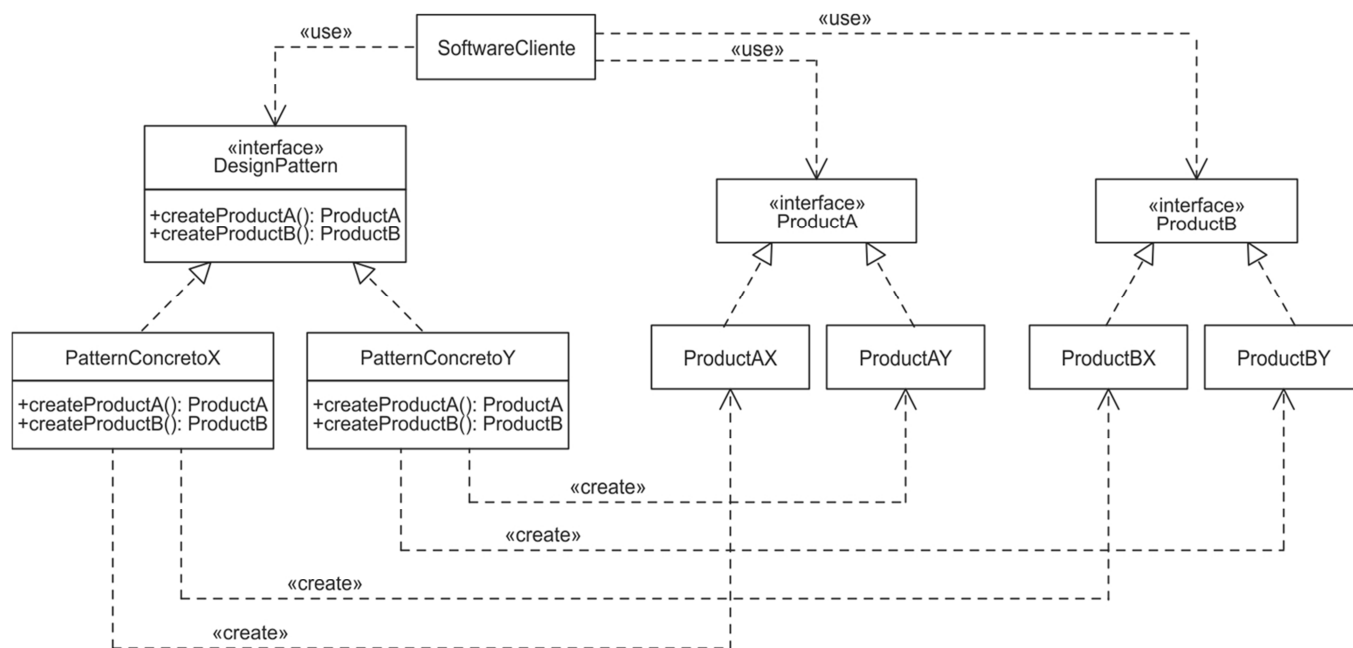 «use»
SoftwareCliente
«use»
«use»
«interface»
DesignPattern
+createProductA(): ProductA
+createProductB(): ProductB
«interface»
ProductA
«interface»
ProductB
PatternConcretoX
+createProductA(): ProductA
+createProductB(): ProductB
PatternConcretoY
+createProductA(): ProductA
+createProductB(): ProductB
ProductAX
ProductAY
ProductBX
ProductBY
«create»
«create»
«create»
«create»